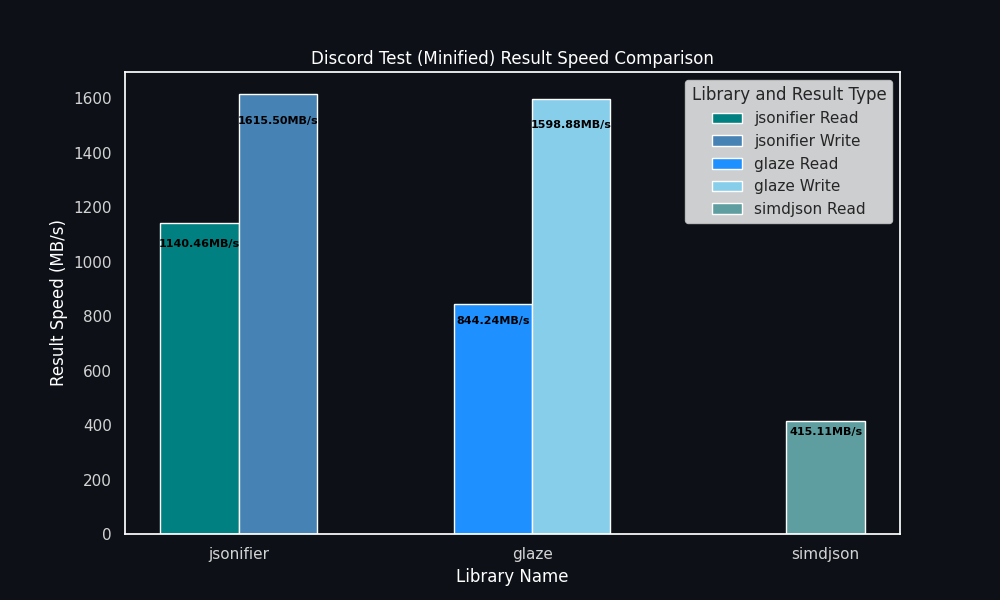 Discord Test (Minified) Result Speed Comparison
Result Speed (MB/s)
1600
1400
1200
1000
800
600
400
200
0
1140.46MB/s
1615.50MB/s
844.24MB/s
1598.88MB/s
415.11MB/s
Library and Result Type
jsonifier Read
jsonifier Write
glaze Read
glaze Write
simdjson Read
jsonifier
glaze
simdjson
Library Name